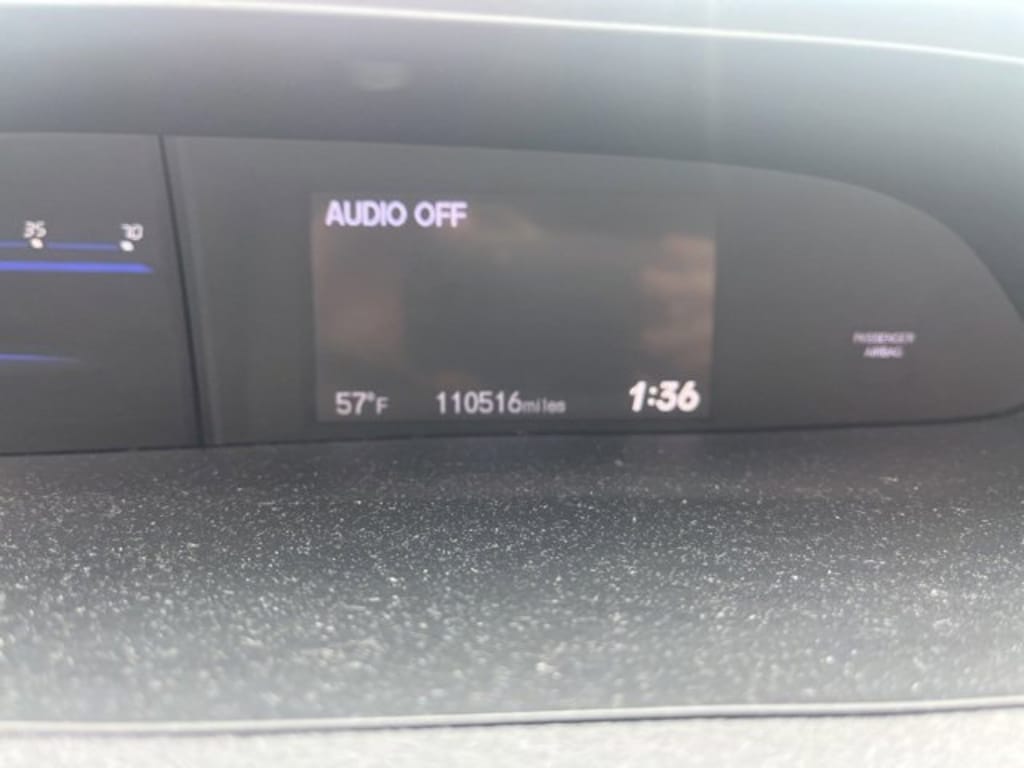 AUDIO OFF
35 70
PASSENGER
AIRBAG
57°F 110516miles 1:36